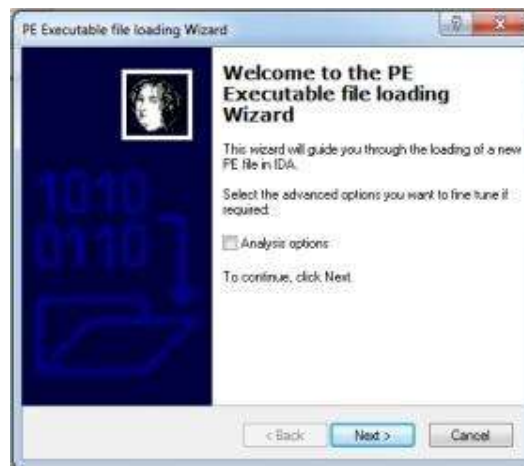 PE Executable file loading Wizard
Welcome to the PE
Executable file loading
Wizard
This wizard will guide you through the loading of a new
PE file in IDA.
Select the advanced options you want to fine tune if
required:
Analysis options
To continue, click Next.
1010
0110
< Back
Next >
Cancel